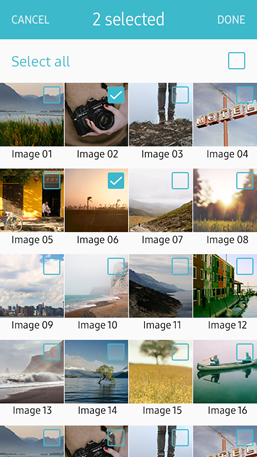 CANCEL 2 selected DONE
Select all
Image 01 Image 02 Image 03 Image 04
Image 05 Image 06 Image 07 Image 08
Image 09 Image 10 Image 11 Image 12
Image 13 Image 14 Image 15 Image 16